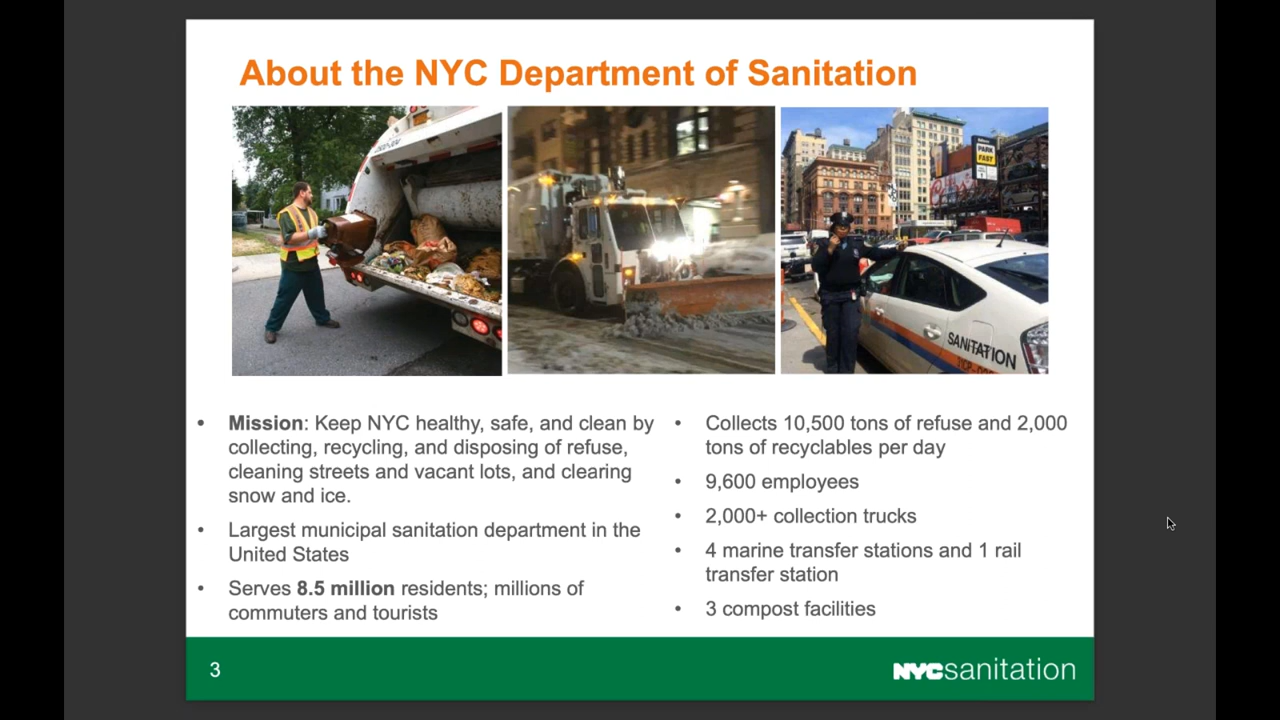 About the NYC Department of Sanitation
PARK
FAST
SANITATION
• Mission: Keep NYC healthy, safe, and clean by
collecting, recycling, and disposing of refuse,
cleaning streets and vacant lots, and clearing
snow and ice.
• Largest municipal sanitation department in the
United States
• Serves 8.5 million residents; millions of
commuters and tourists
• Collects 10,500 tons of refuse and 2,000
tons of recyclables per day
• 9,600 employees
• 2,000+ collection trucks
• 4 marine transfer stations and 1 rail
transfer station
• 3 compost facilities
3
NYCsanitation